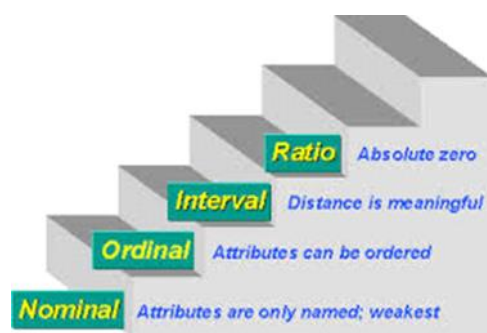 Ratio Absolute zero
Interval Distance is meaningful
Ordinal Attributes can be ordered
Nominal Attributes are only named; weakest